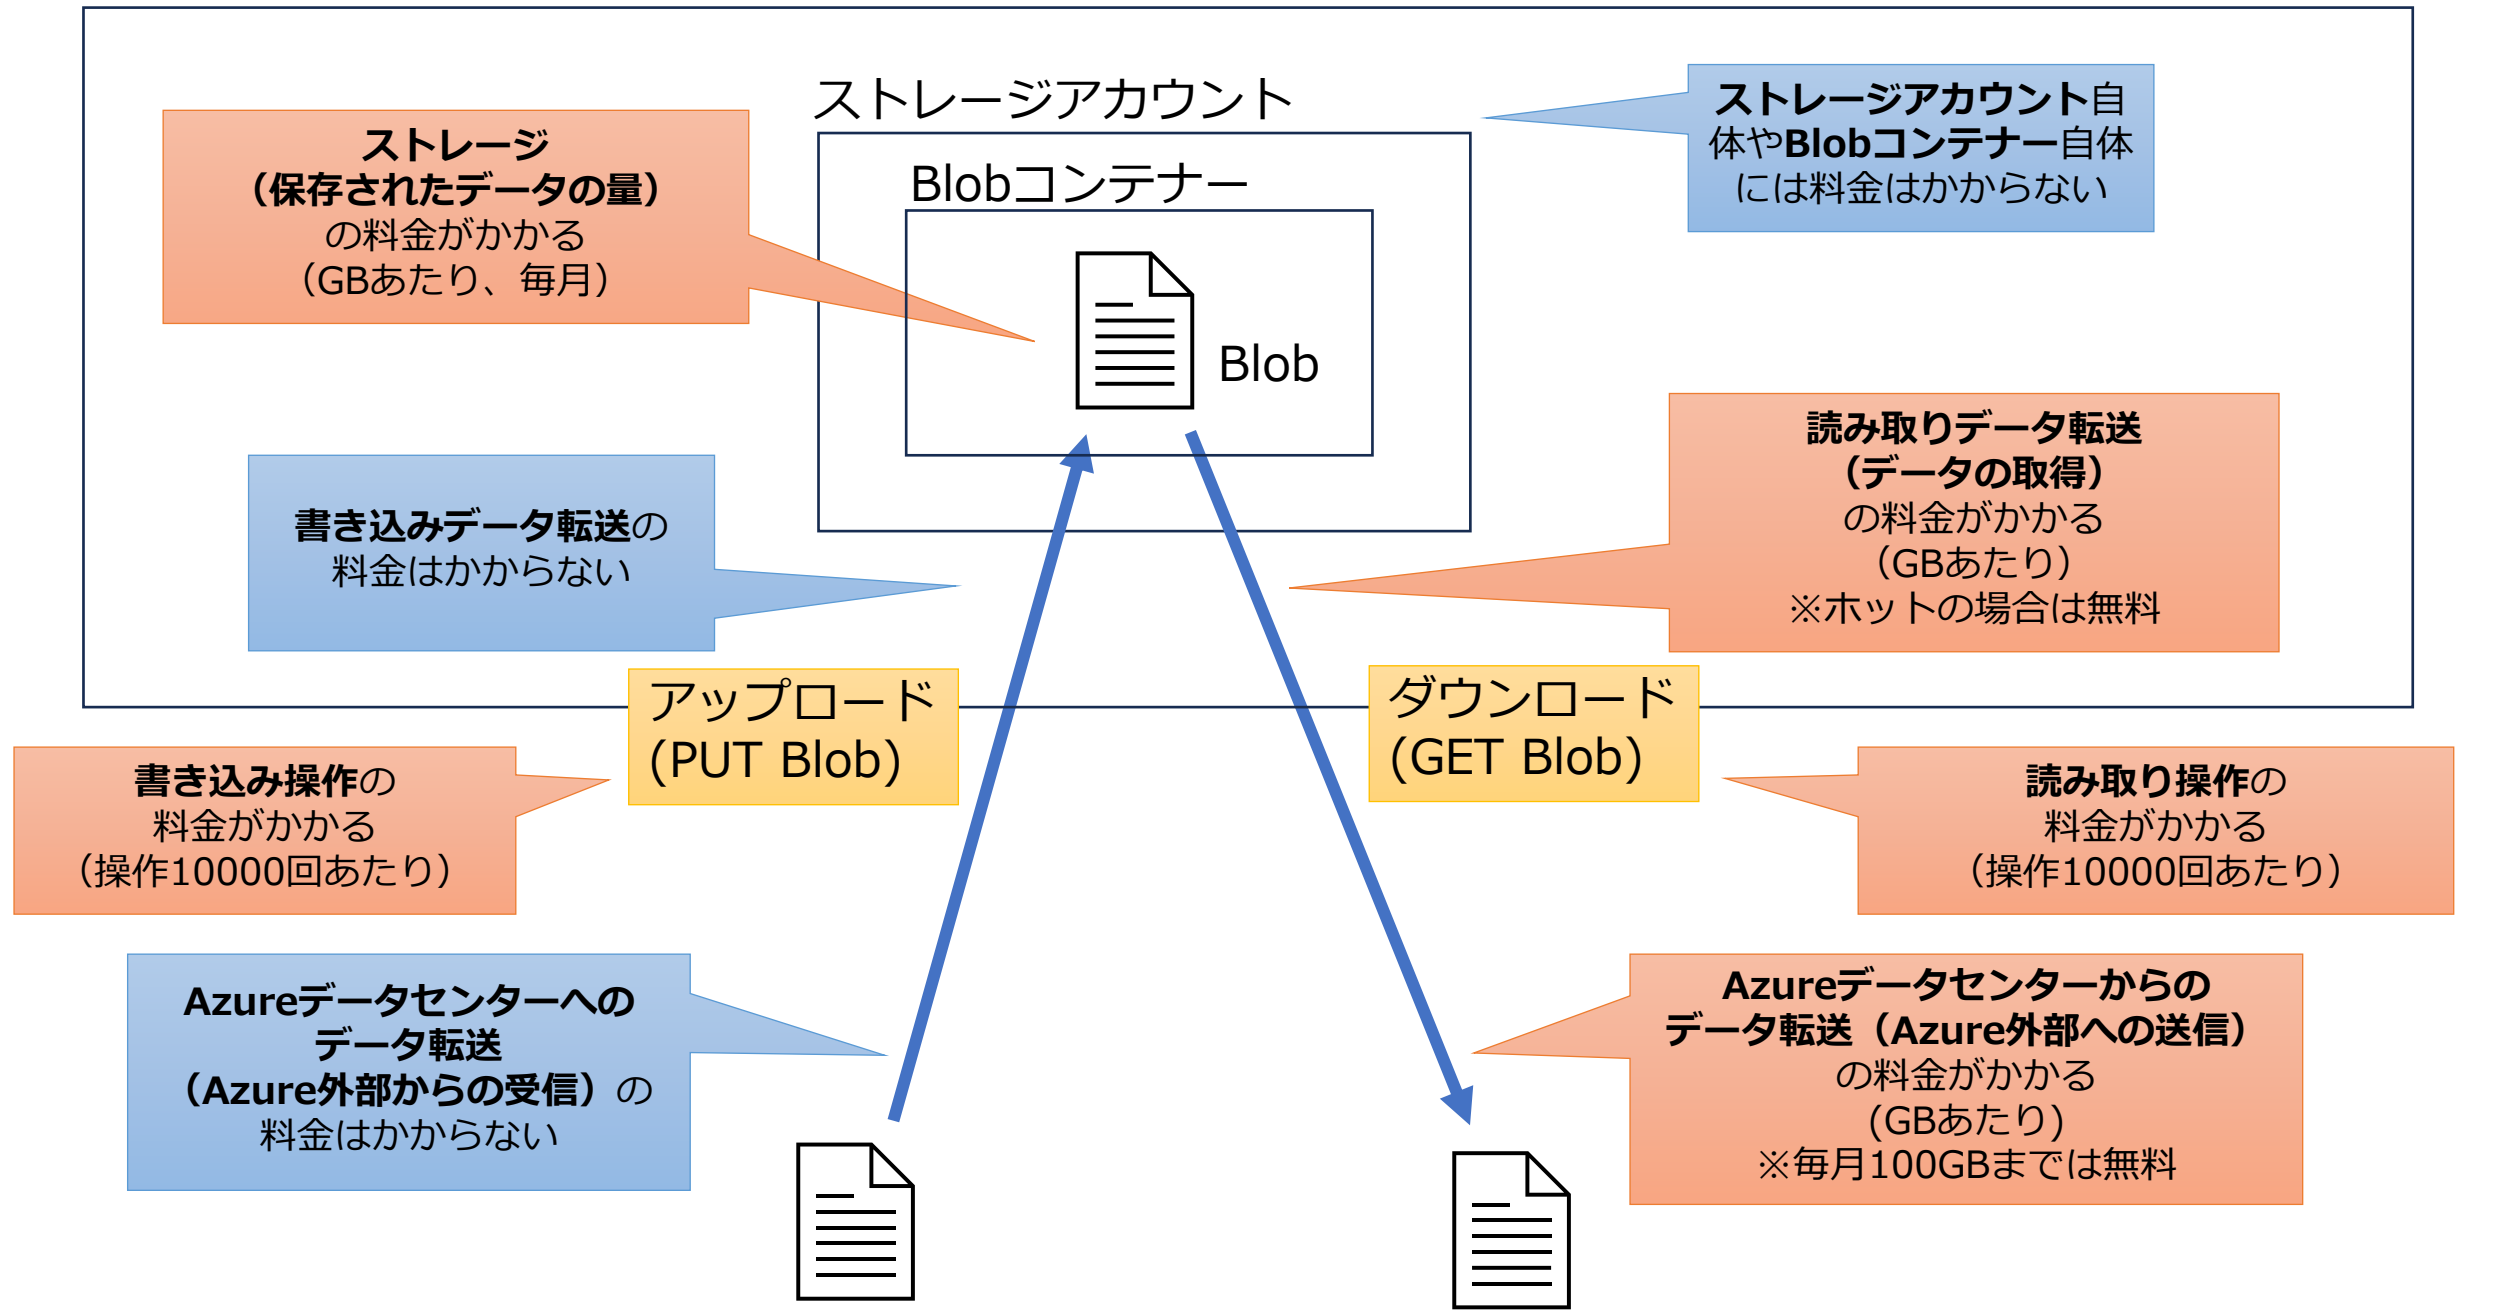 ストレージアカウント
Blobコンテナー
Blob
ストレージ
（保存されたデータの量）
の料金がかかる
（GBあたり、毎月）
ストレージアカウント自
体やBlobコンテナー自体
には料金はかからない
書き込みデータ転送の
料金はかからない
読み取りデータ転送
（データの取得）
の料金がかかる
（GBあたり）
※ホットの場合は無料
アップロード
(PUT Blob)
ダウンロード
(GET Blob)
書き込み操作の
料金がかかる
（操作10000回あたり）
読み取り操作の
料金がかかる
（操作10000回あたり）
Azureデータセンターへの
データ転送
（Azure外部からの受信）の
料金はかからない
Azureデータセンターからの
データ転送（Azure外部への送信）
の料金がかかる
(GBあたり)
※毎月100GBまでは無料